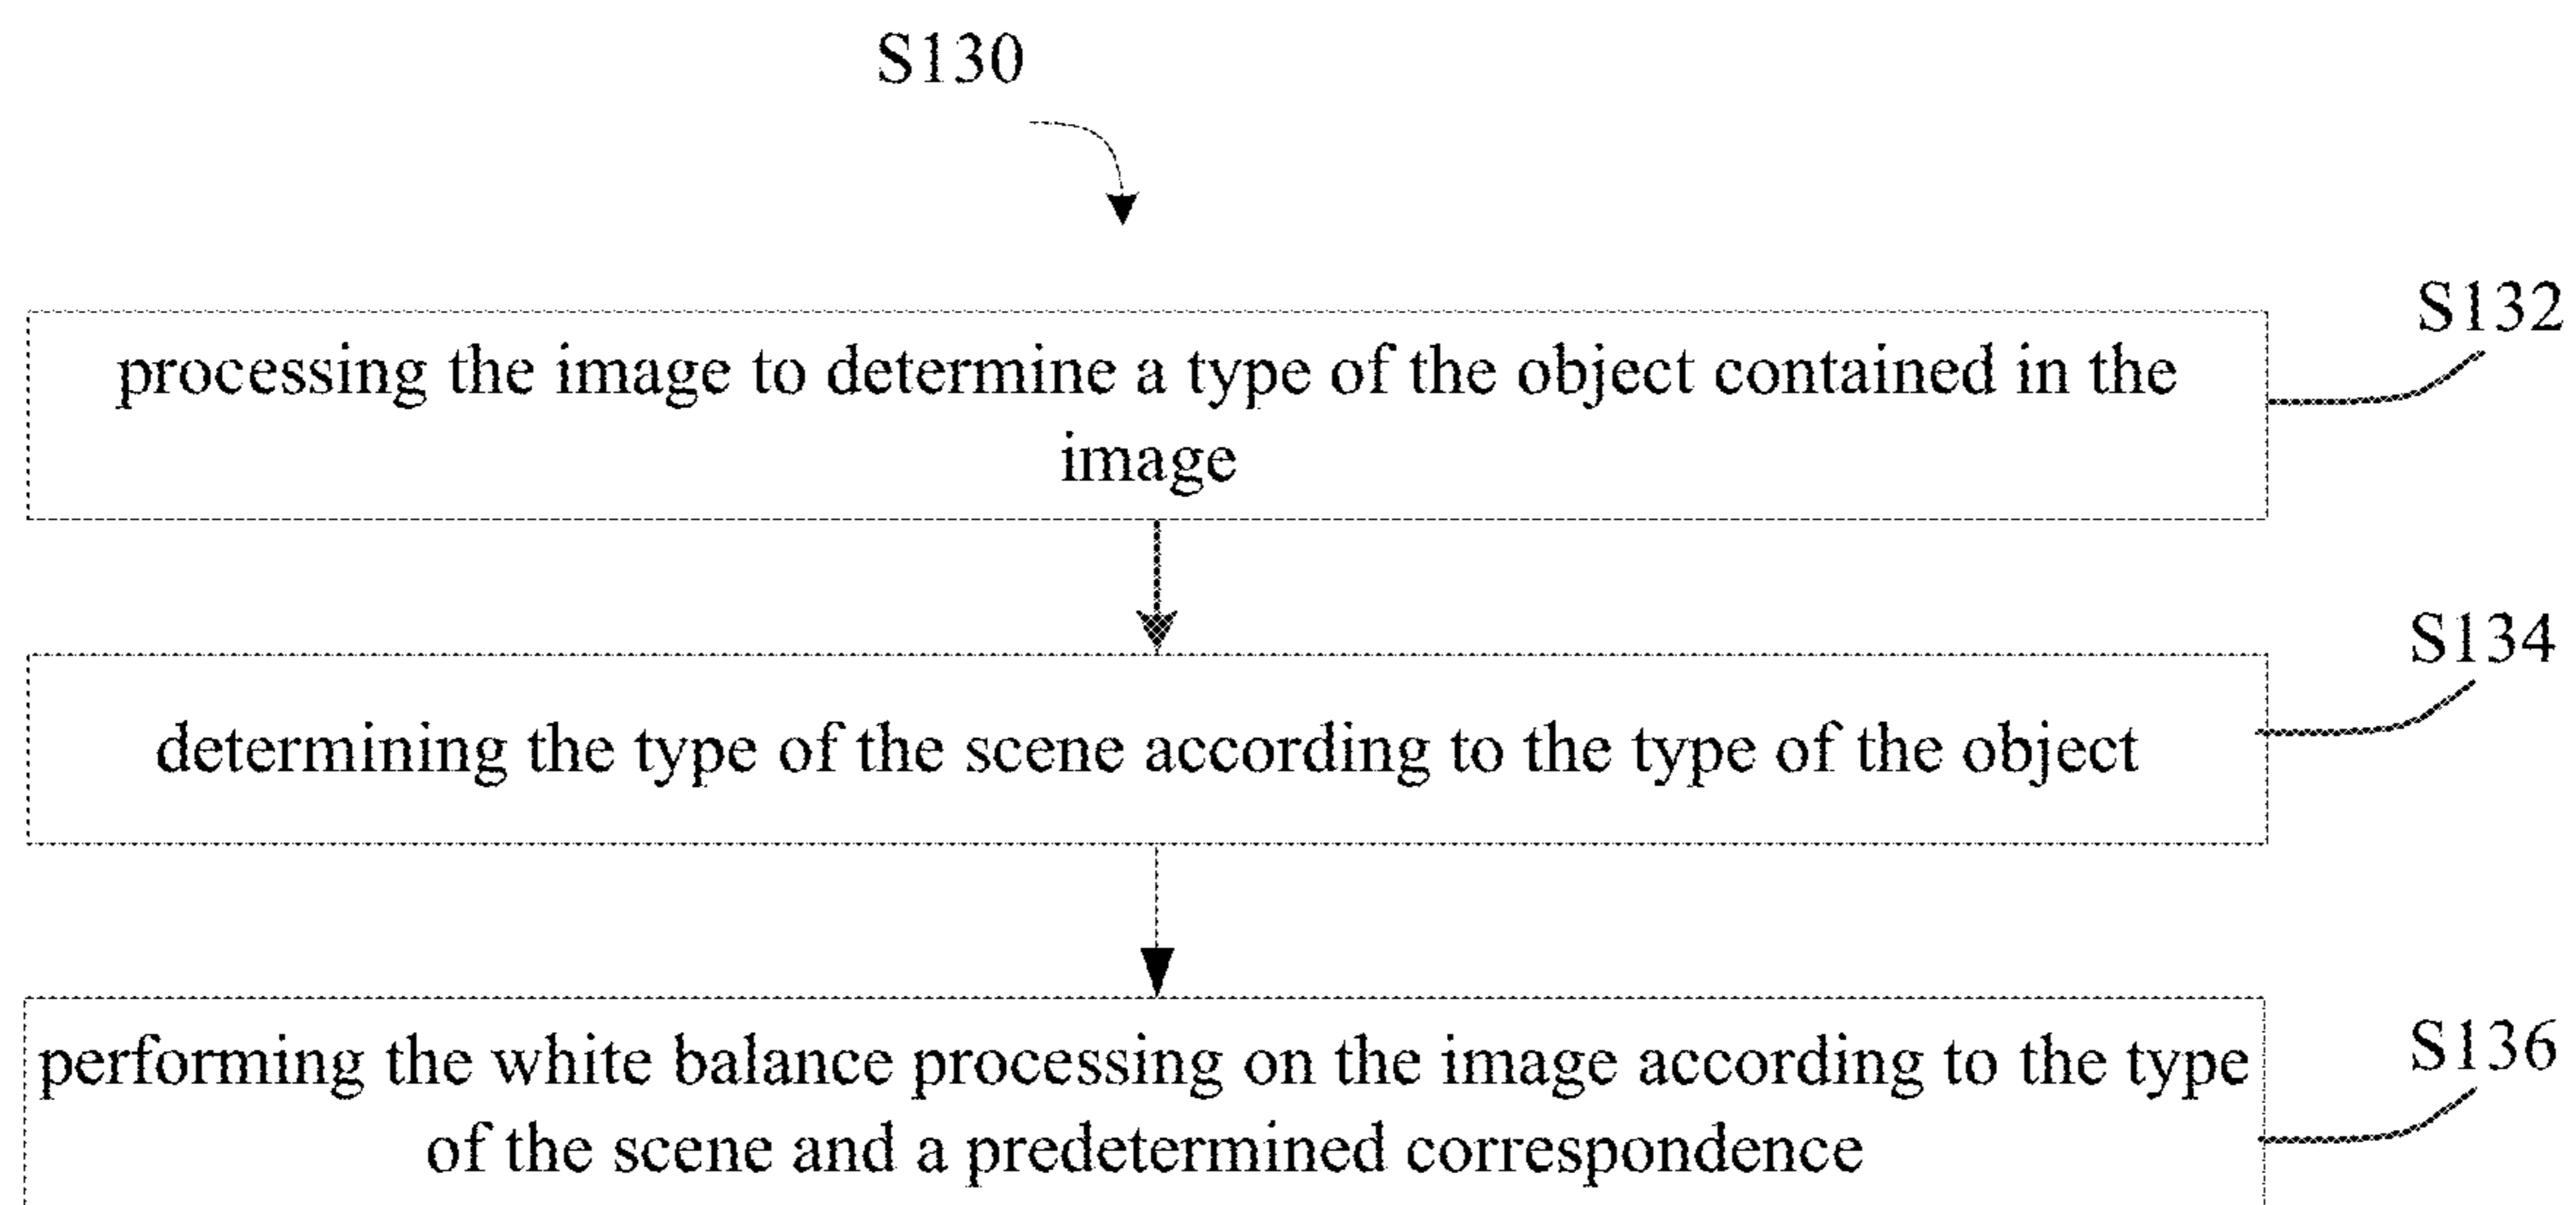 S130
S132
processing the image to determine a type of the object contained in the
image
S134
determining the type of the scene according to the type of the object
S136
performing the white balance processing on the image according to the type
of the scene and a predetermined correspondence